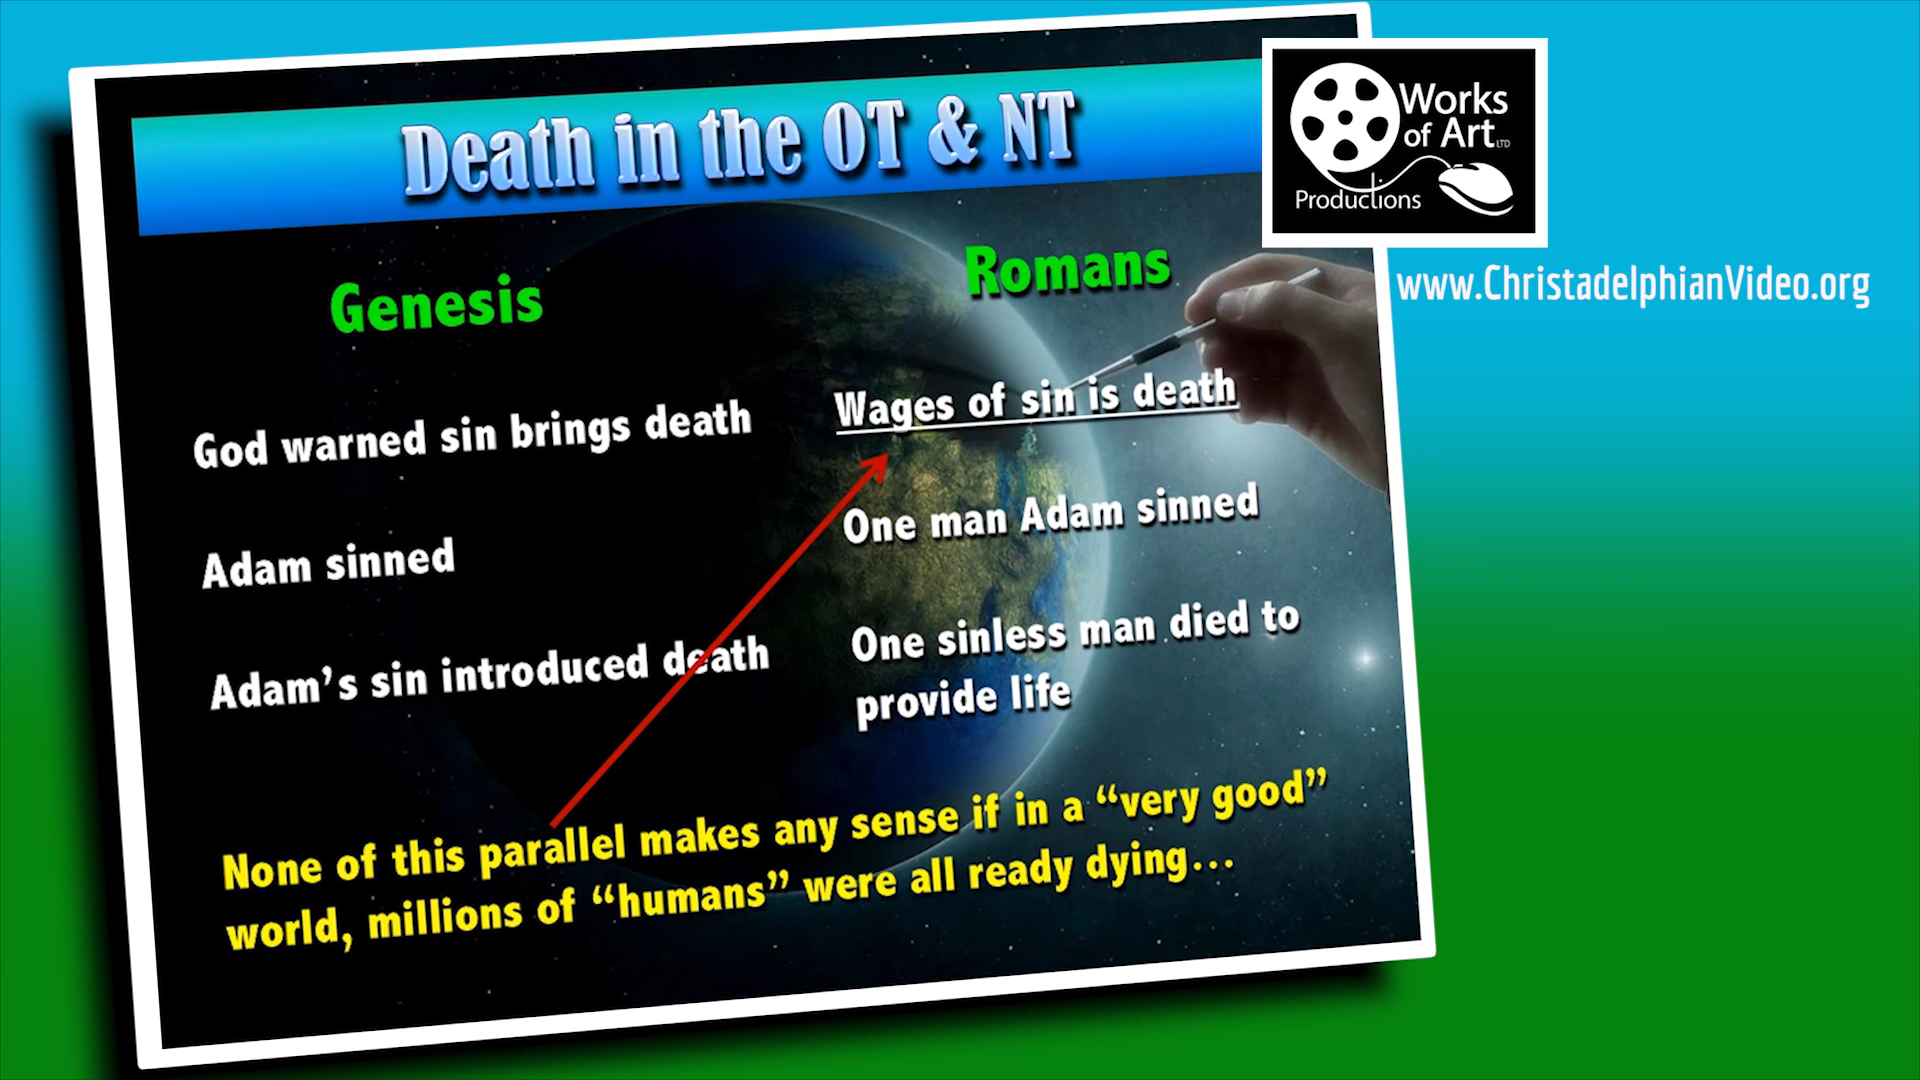 Death in the OT & NT
Works
of Art LTD
Productions
www.ChristadelphianVideo.org
Genesis
Romans
God warned sin brings death
Wages of sin is death
Adam sinned
One man Adam sinned
Adam’s sin introduced death
One sinless man died to
provide life
None of this parallel makes any sense if in a “very good”
world, millions of “humans” were all ready dying...